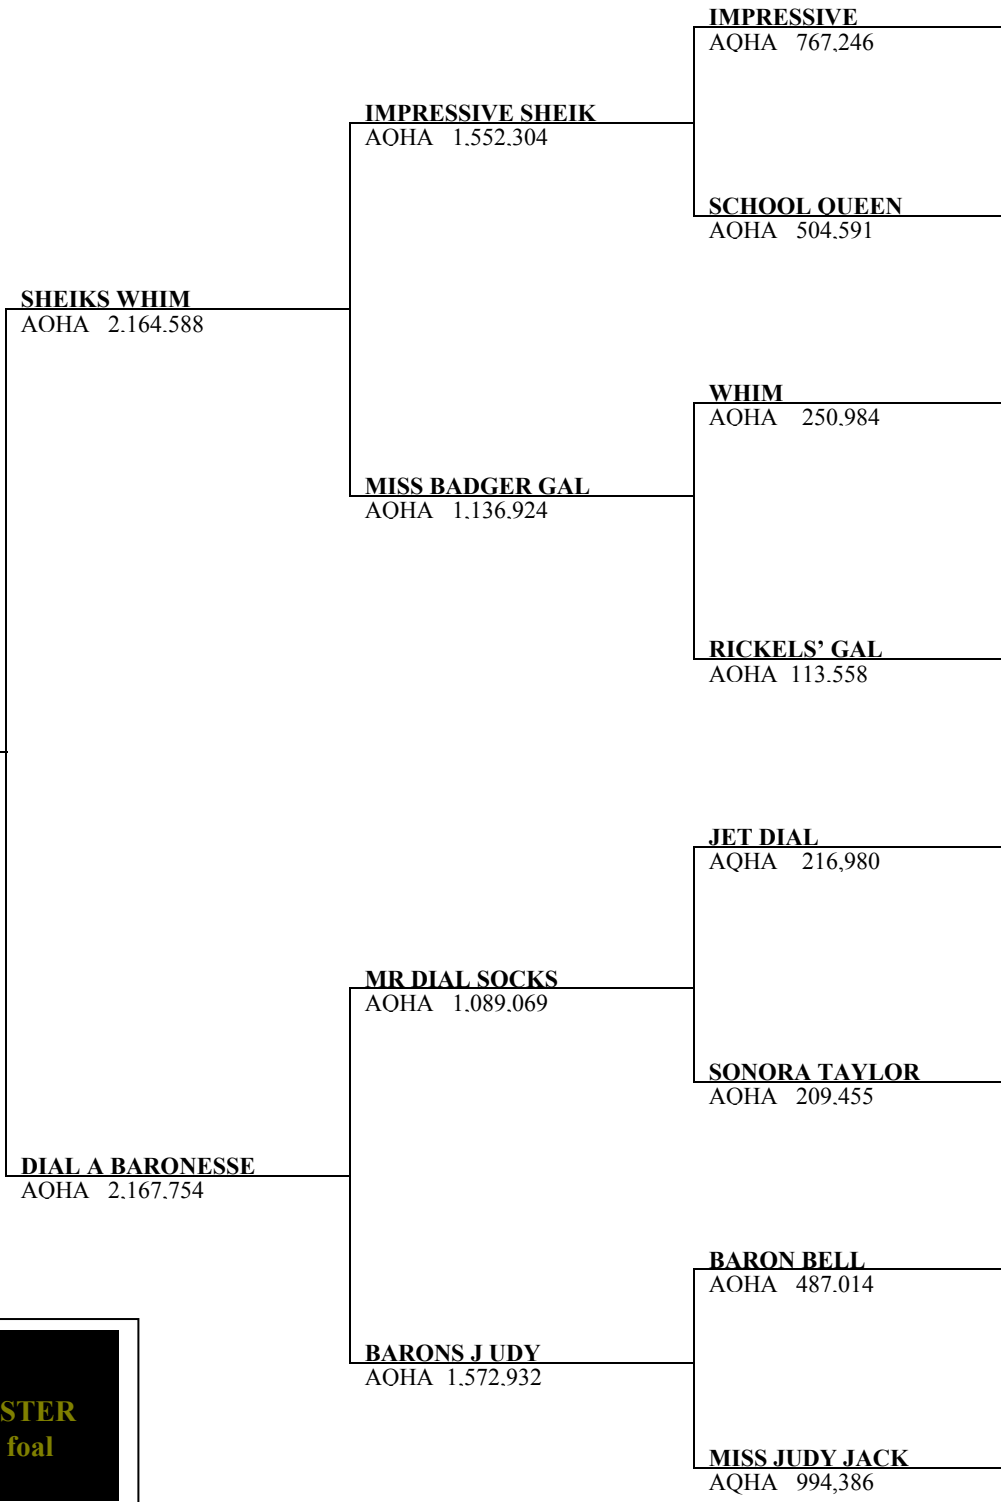 IMPRESSIVE
AQHA 767,246
IMPRESSIVE SHEIK
AQHA 1,552,304
SCHOOL QUEEN
AQHA 504,591
SHEIKS WHIM
AQHA 2,164,588
WHIM
AQHA 250,984
MISS BADGER GAL
AQHA 1,136,924
RICKELS’ GAL
AQHA 113,558
JET DIAL
AQHA 216,980
MR DIAL SOCKS
AQHA 1,089,069
SONORA TAYLOR
AQHA 209,455
DIAL A BARONESSE
AQHA 2,167,754
BARON BELL
AQHA 487,014
BARONS J UDY
AQHA 1,572,932
STER
foal
MISS JUDY JACK
AQHA 994,386